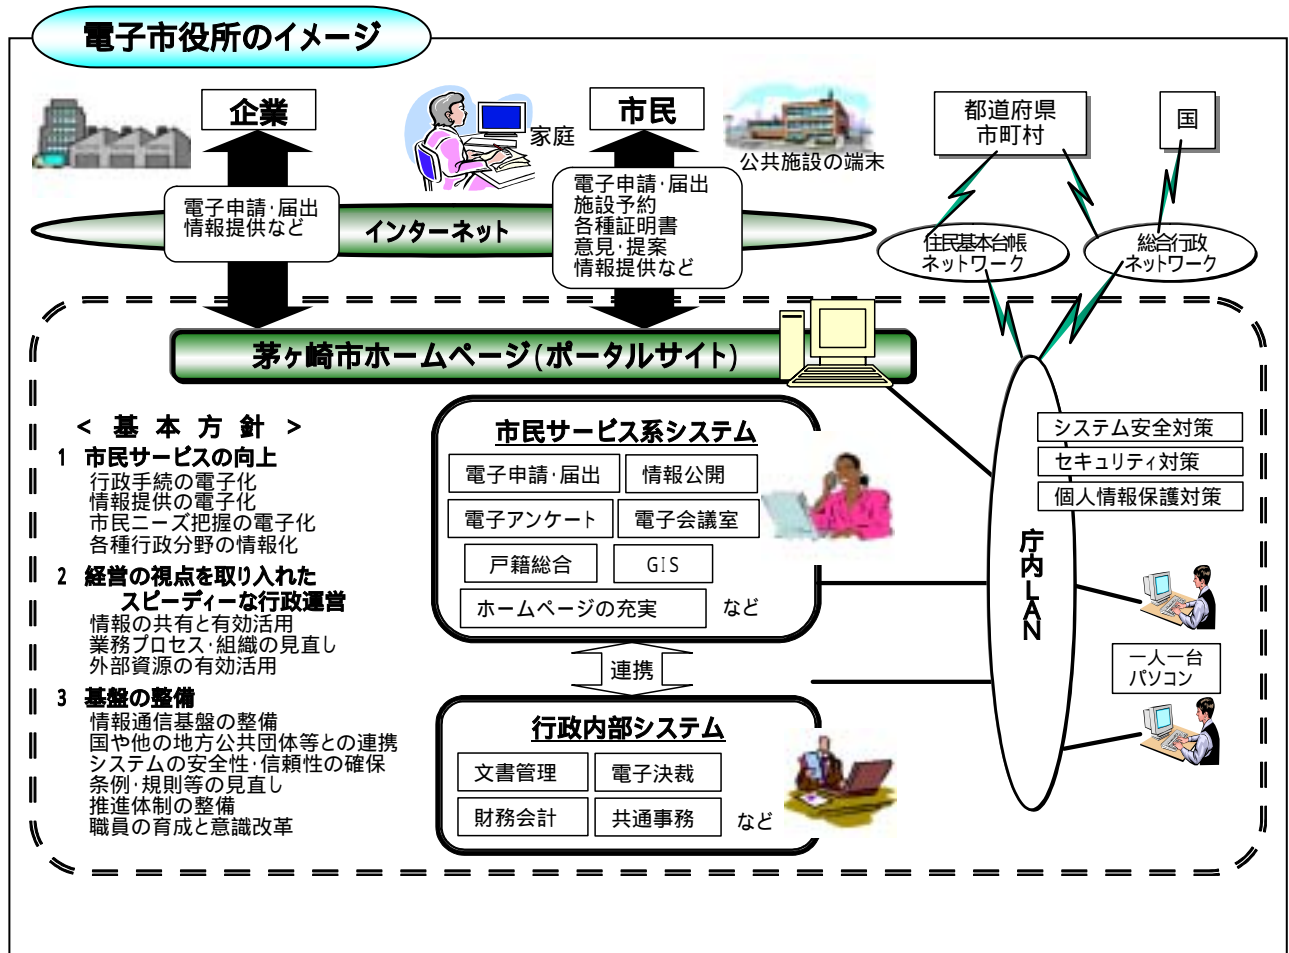 電子市役所のイメージ
企業
市民
家庭
公共施設の端末
都道府県
市町村
国
電子申請・届出
情報提供など
インターネット
電子申請・届出
施設予約
各種証明書
意見・提案
情報提供など
住民基本台帳
ネットワーク
総合行政
ネットワーク
茅ヶ崎市ホームページ(ポータルサイト)
< 基 本 方 針 >
1 市民サービスの向上
行政手続の電子化
情報提供の電子化
市民ニーズ把握の電子化
各種行政分野の情報化
2 経営の視点を取り入れた
スピーディーな行政運営
情報の共有と有効活用
業務プロセス・組織の見直し
外部資源の有効活用
3 基盤の整備
情報通信基盤の整備
国や他の地方公共団体等との連携
システムの安全性・信頼性の確保
条例・規則等の見直し
推進体制の整備
職員の育成と意識改革
市民サービス系システム
電子申請・届出
情報公開
電子アンケート
電子会議室
戸籍総合
GIS
ホームページの充実
など
連携
行政内部システム
文書管理
電子決裁
財務会計
共通事務
など
庁内LAN
システム安全対策
セキュリティ対策
個人情報保護対策
一人一台
パソコン